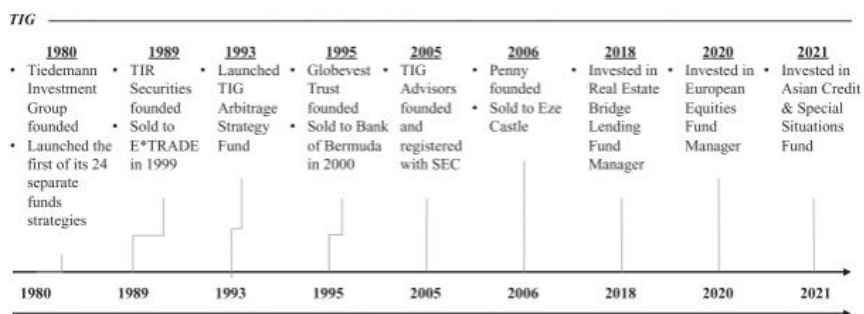 TIG
1980
• Tiedemann
Investment
Group
founded
• Launched the
first of its 24
separate
funds
strategies
1989
• TIR
Securities
founded
• Sold to
E*TRADE
in 1999
1993
• Launched
TIG
Arbitrage
Strategy
Fund
1995
• Globevest
Trust
founded
• Sold to Bank
of Bermuda
in 2000
2005
• TIG
Advisors
founded
and
registered
with SEC
2006
• Penny
founded
• Sold to Eze
Castle
2018
• Invested in
Real Estate
Bridge
Lending
Fund
Manager
2020
• Invested in
European
Equities
Fund
Manager
2021
• Invested in
Asian Credit
& Special
Situations
Fund
1980 1989 1993 1995 2005 2006 2018 2020 2021